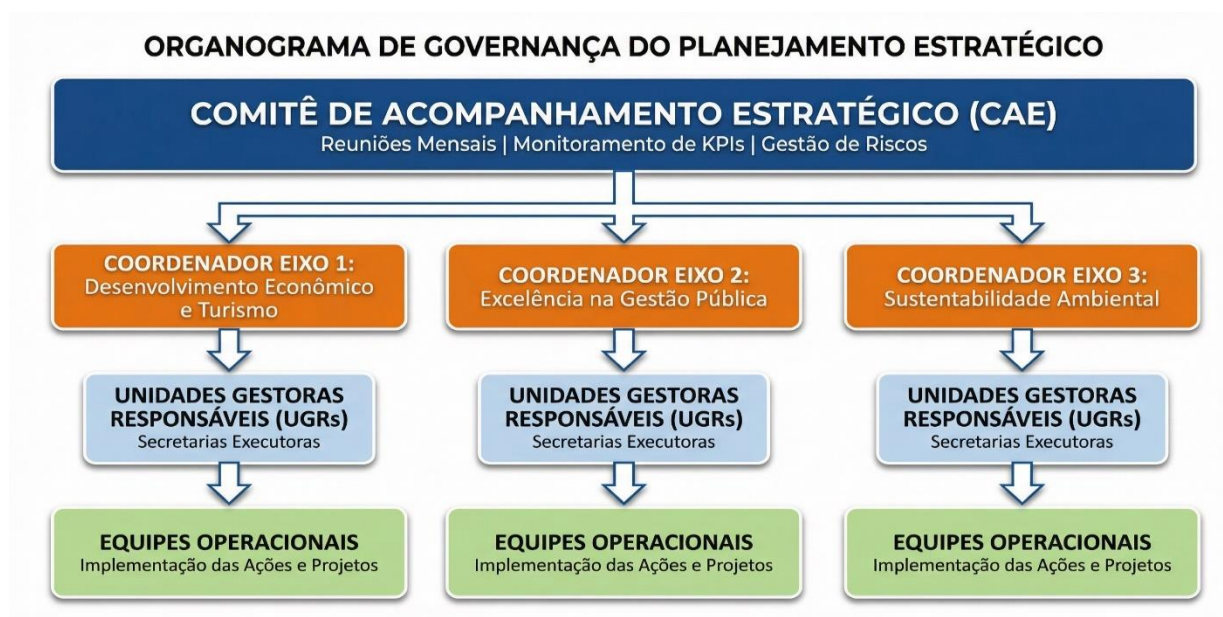 ORGANOGRAMA DE GOVERNANÇA DO PLANEJAMENTO ESTRATÉGICO
COMITÊ DE ACOMPANHAMENTO ESTRATÉGICO (CAE)
Reuniões Mensais | Monitoramento de KPIs | Gestão de Riscos
COORDENADOR EIXO 1:
Desenvolvimento Econômico
e Turismo
UNIDADES GESTORAS
RESPONSÁVEIS (UGRs)
Secretarias Executoras
EQUIPES OPERACIONAIS
Implementação das Ações e Projetos
COORDENADOR EIXO 2:
Excelência na Gestão Pública
UNIDADES GESTORAS
RESPONSÁVEIS (UGRs)
Secretarias Executoras
EQUIPES OPERACIONAIS
Implementação das Ações e Projetos
COORDENADOR EIXO 3:
Sustentabilidade Ambiental
UNIDADES GESTORAS
RESPONSÁVEIS (UGRs)
Secretarias Executoras
EQUIPES OPERACIONAIS
Implementação das Ações e Projetos